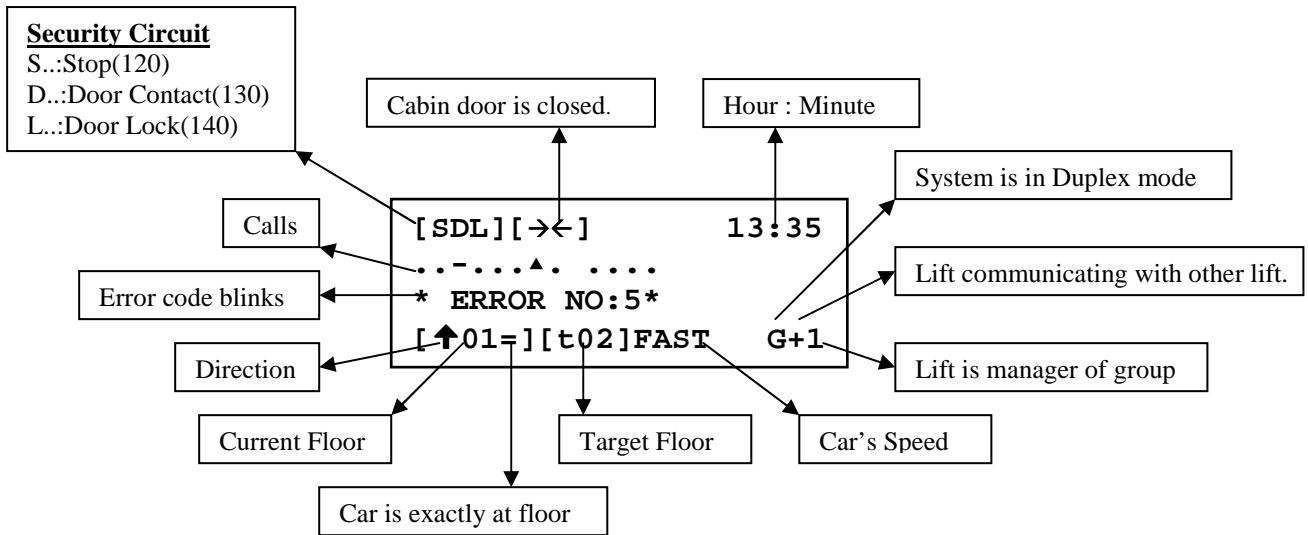 Security Circuit
S..:Stop(120)
D..:Door Contact(130)
L..:Door Lock(140)
Cabin door is closed.
Hour : Minute
System is in Duplex mode
Calls
[SDL][→←] 13:35
Lift communicating with other lift.
..-...▲. ....
Error code blinks
* ERROR NO:5*
[↑01=][t02]FAST G+1
Direction
Lift is manager of group
Current Floor
Target Floor
Car's Speed
Car is exactly at floor